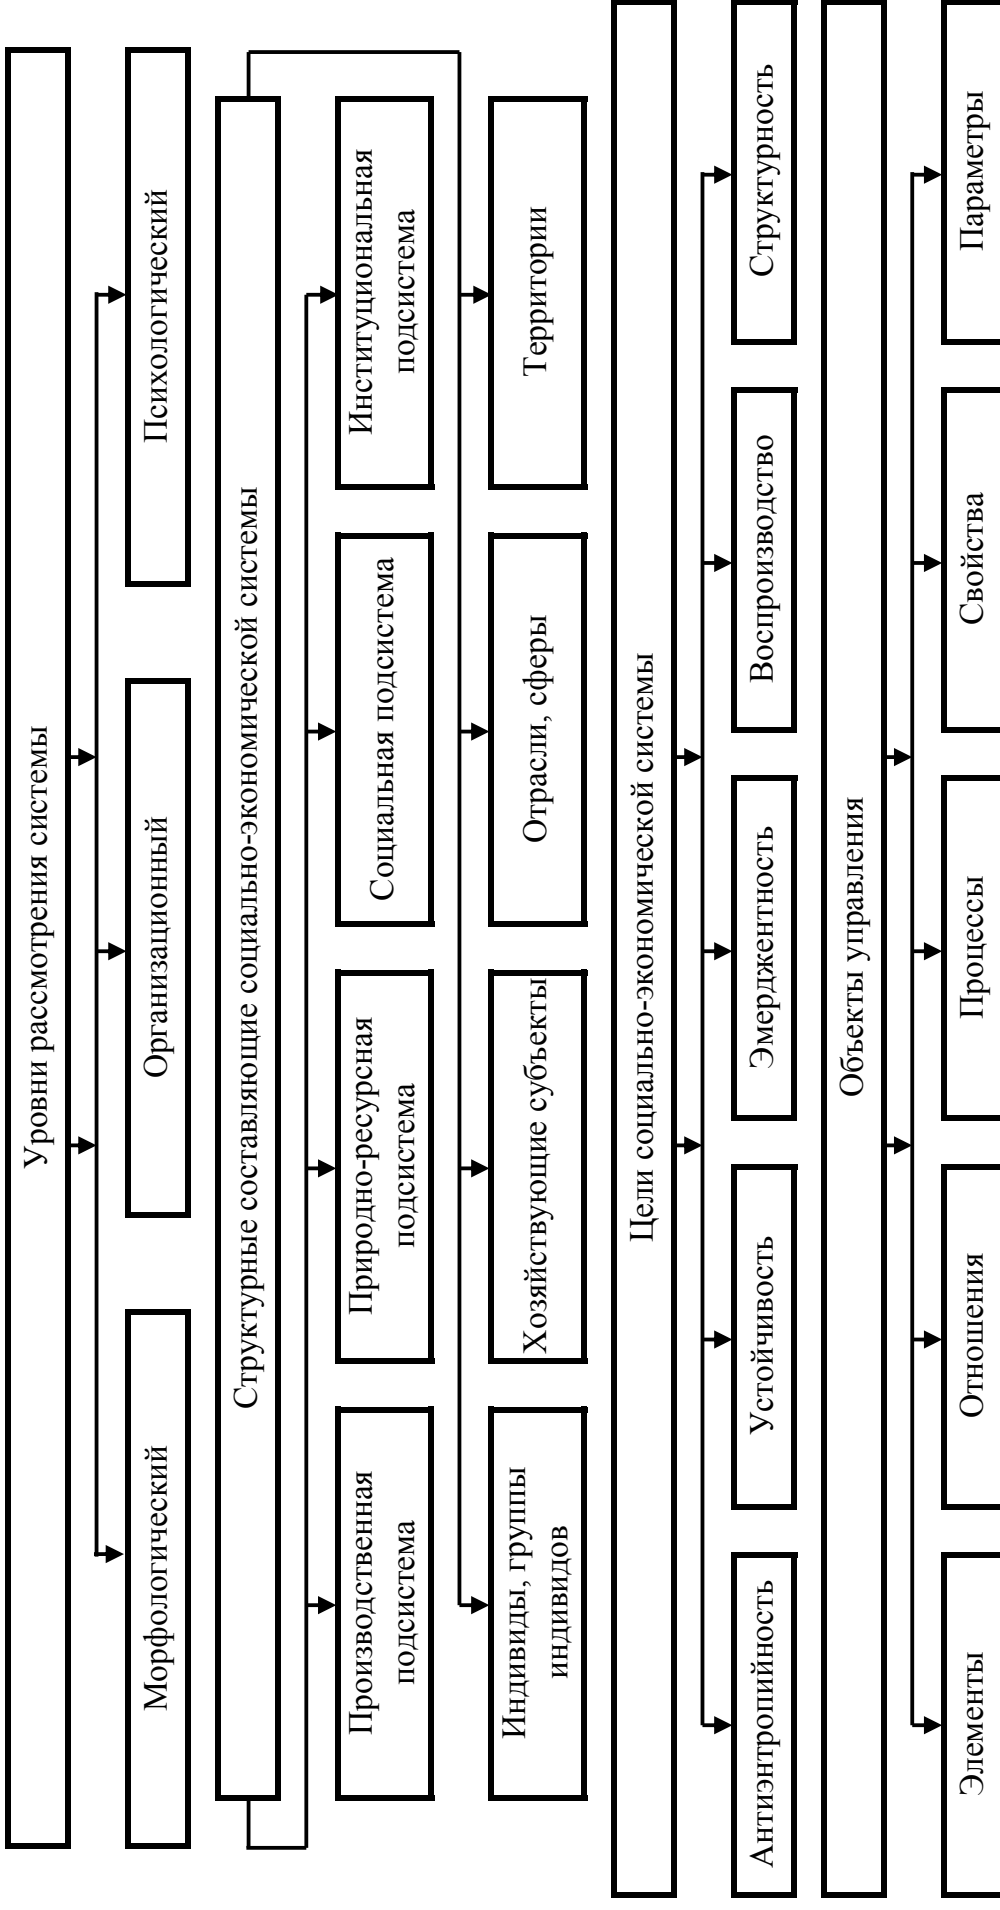 Уровни рассмотрения системы
Морфологический
Организационный
Психологический
Структурные составляющие социально-экономической системы
Производственная
подсистема
Природно-ресурсная
подсистема
Социальная подсистема
Институциональная
подсистема
Индивиды, группы
индивидов
Хозяйствующие субъекты
Отрасли, сферы
Территории
Цели социально-экономической системы
Антиэнтропийность
Устойчивость
Эмерджентность
Воспроизводство
Структурность
Объекты управления
Элементы
Отношения
Процессы
Свойства
Параметры